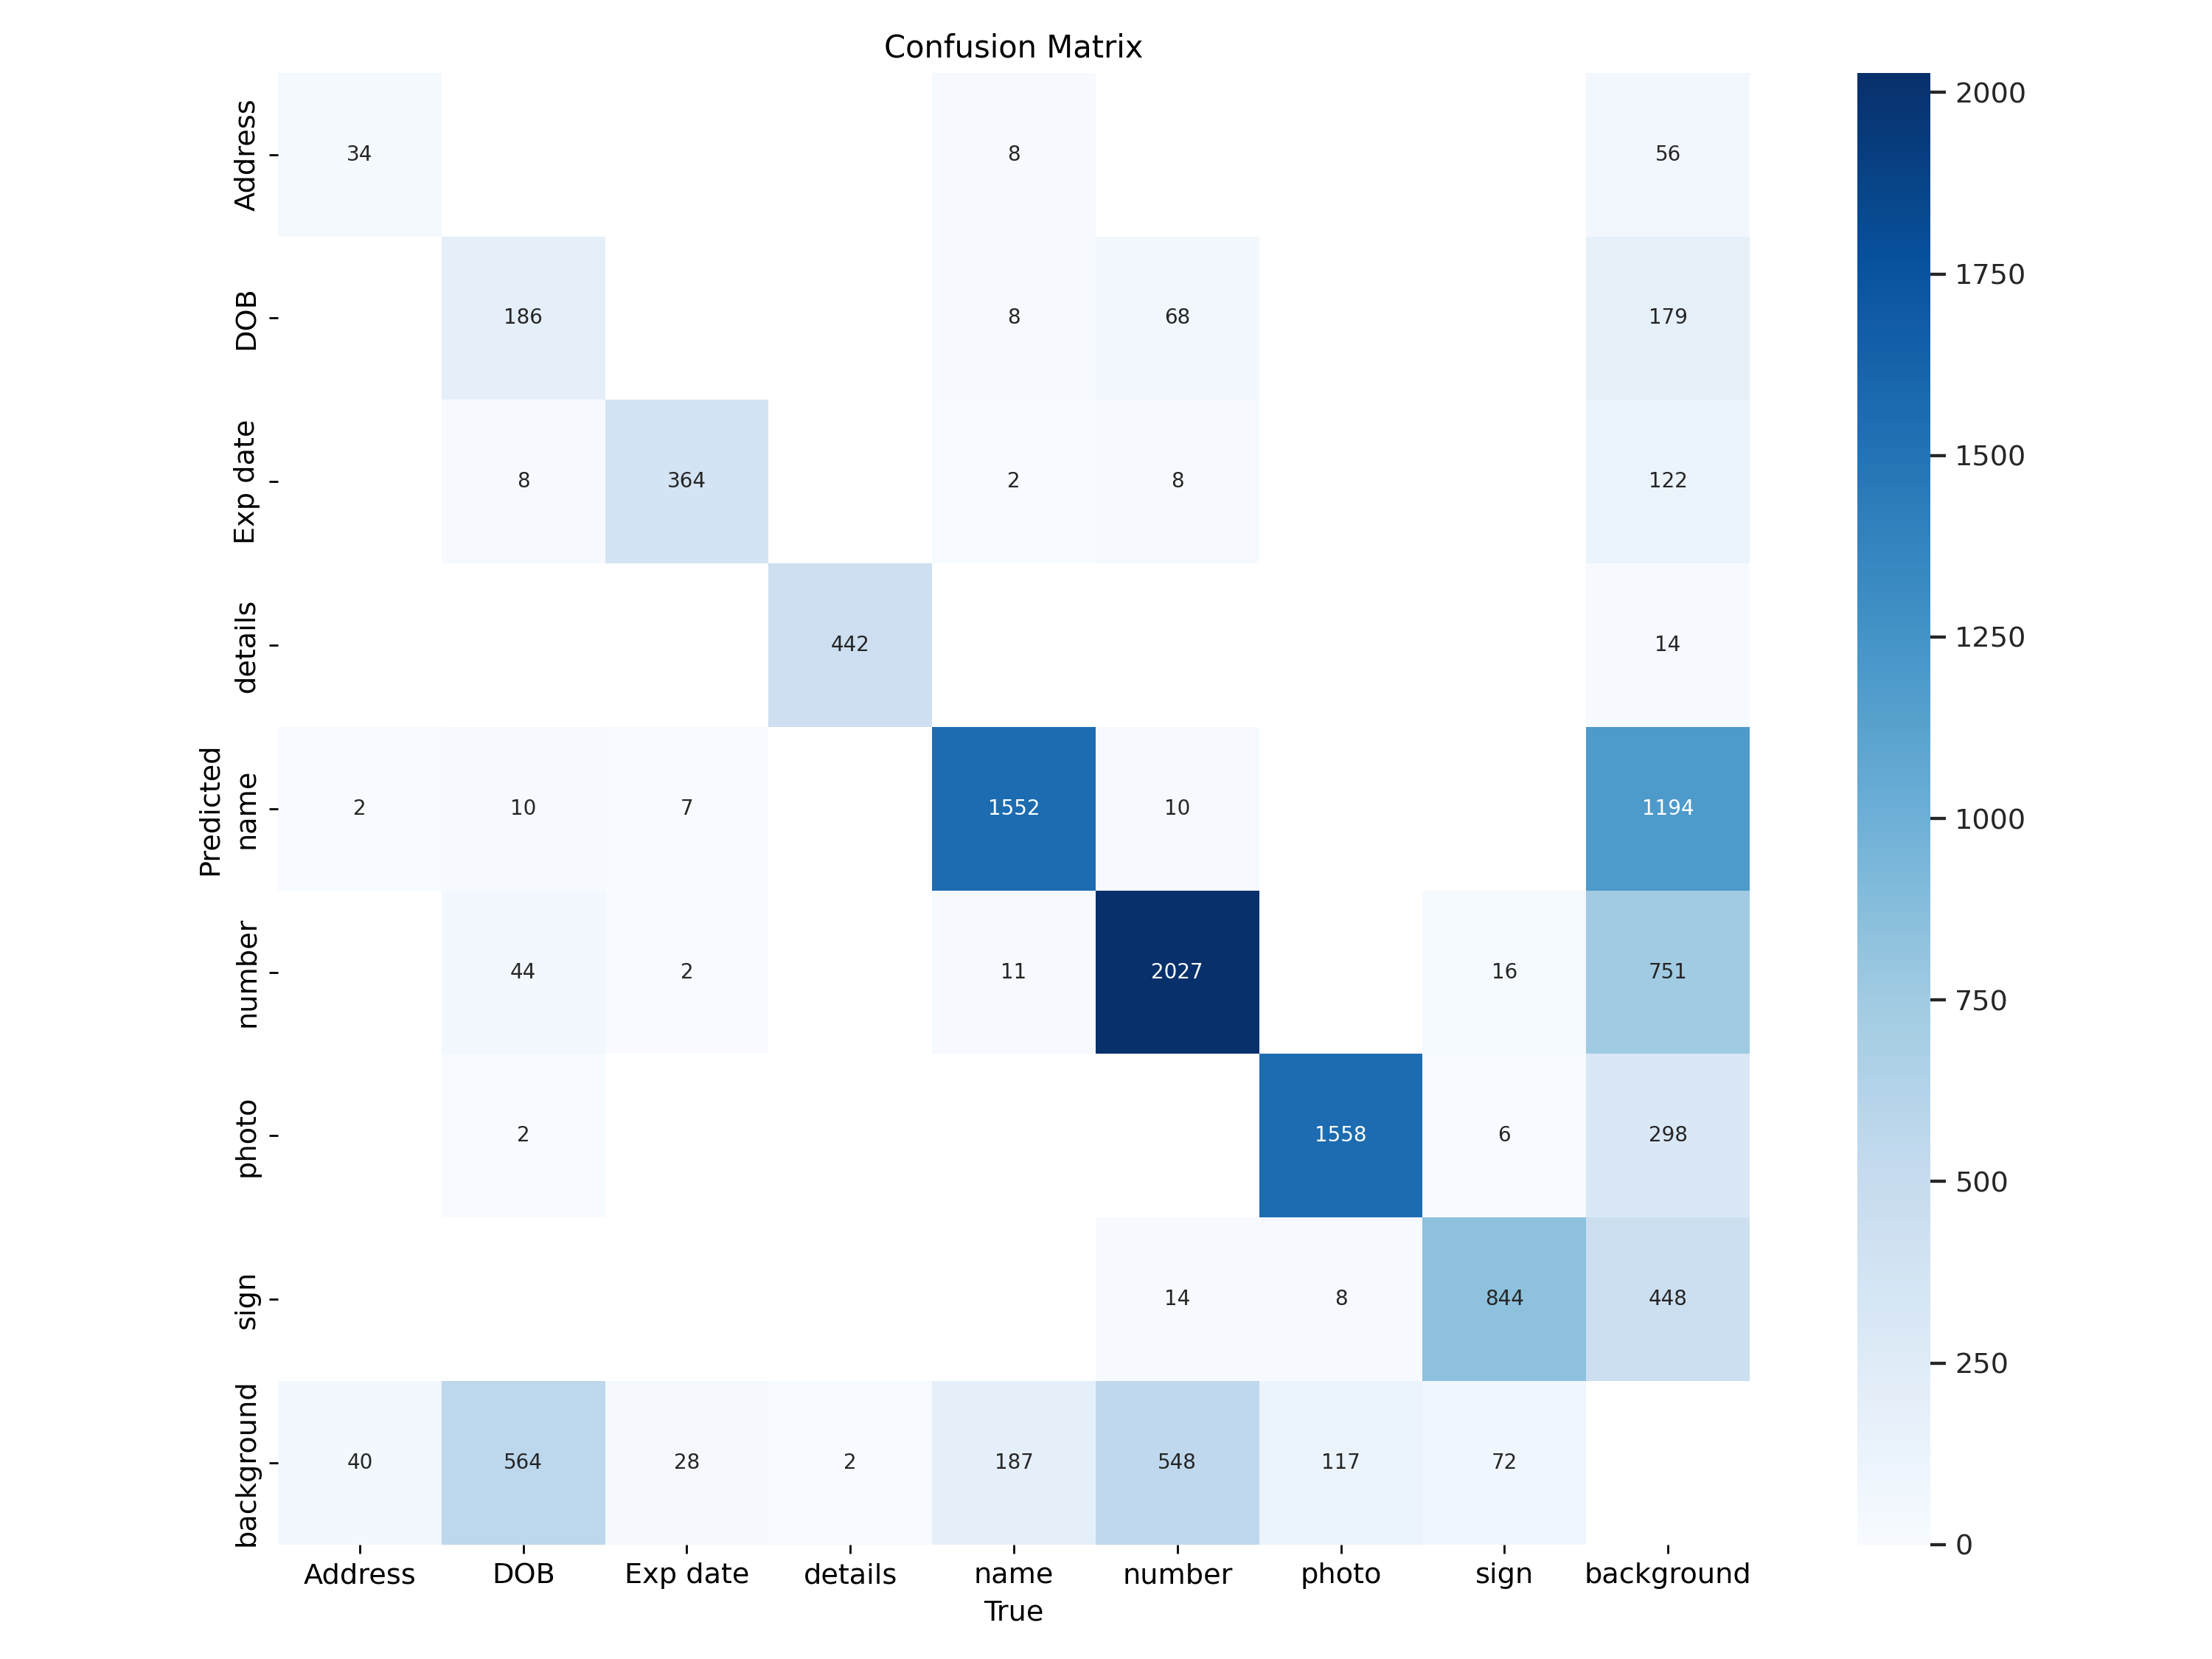 Confusion Matrix
Predicted
Address 34 8 56
DOB 186 8 68 179
Exp date 8 364 2 8 122
details 442 14
name 2 10 7 1552 10 1194
number 44 2 11 2027 16 751
photo 2 1558 6 298
sign 14 8 844 448
background 40 564 28 2 187 548 117 72
Address DOB Exp date details name number photo sign background
True
2000
1750
1500
1250
1000
750
500
250
0